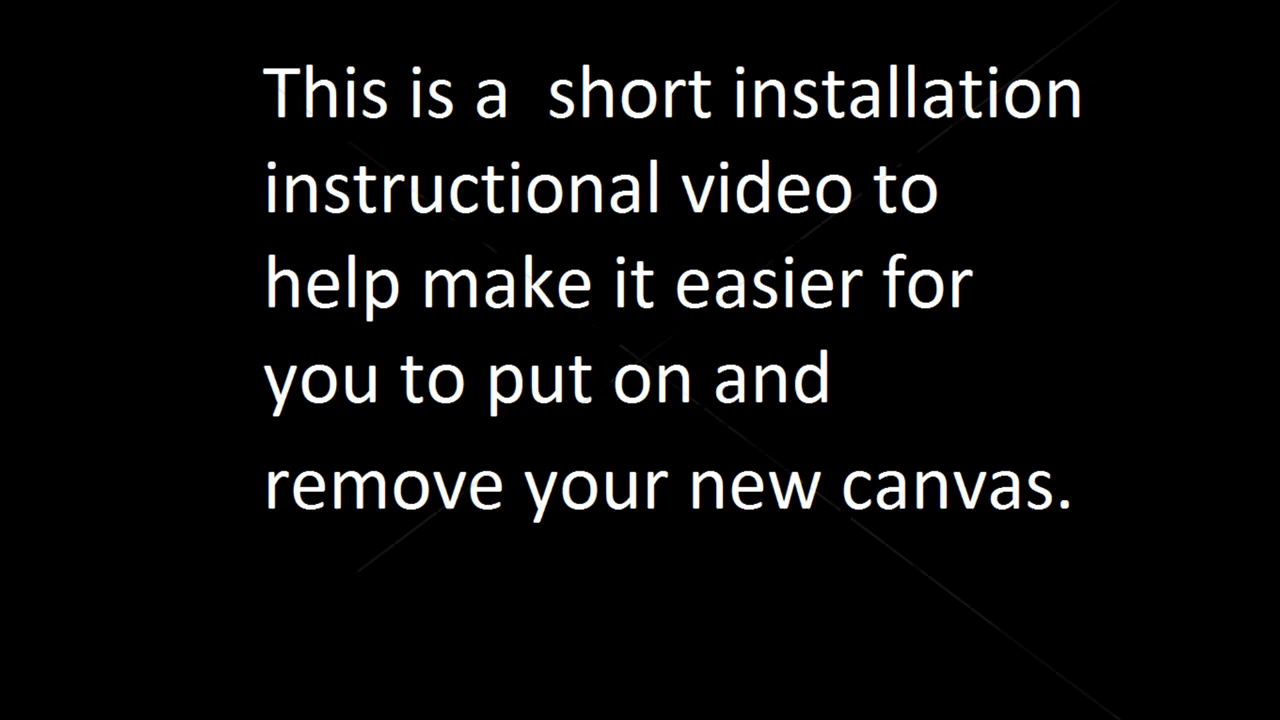 This is a  short installation
instructional video to
help make it easier for
you to put on and
remove your new canvas.